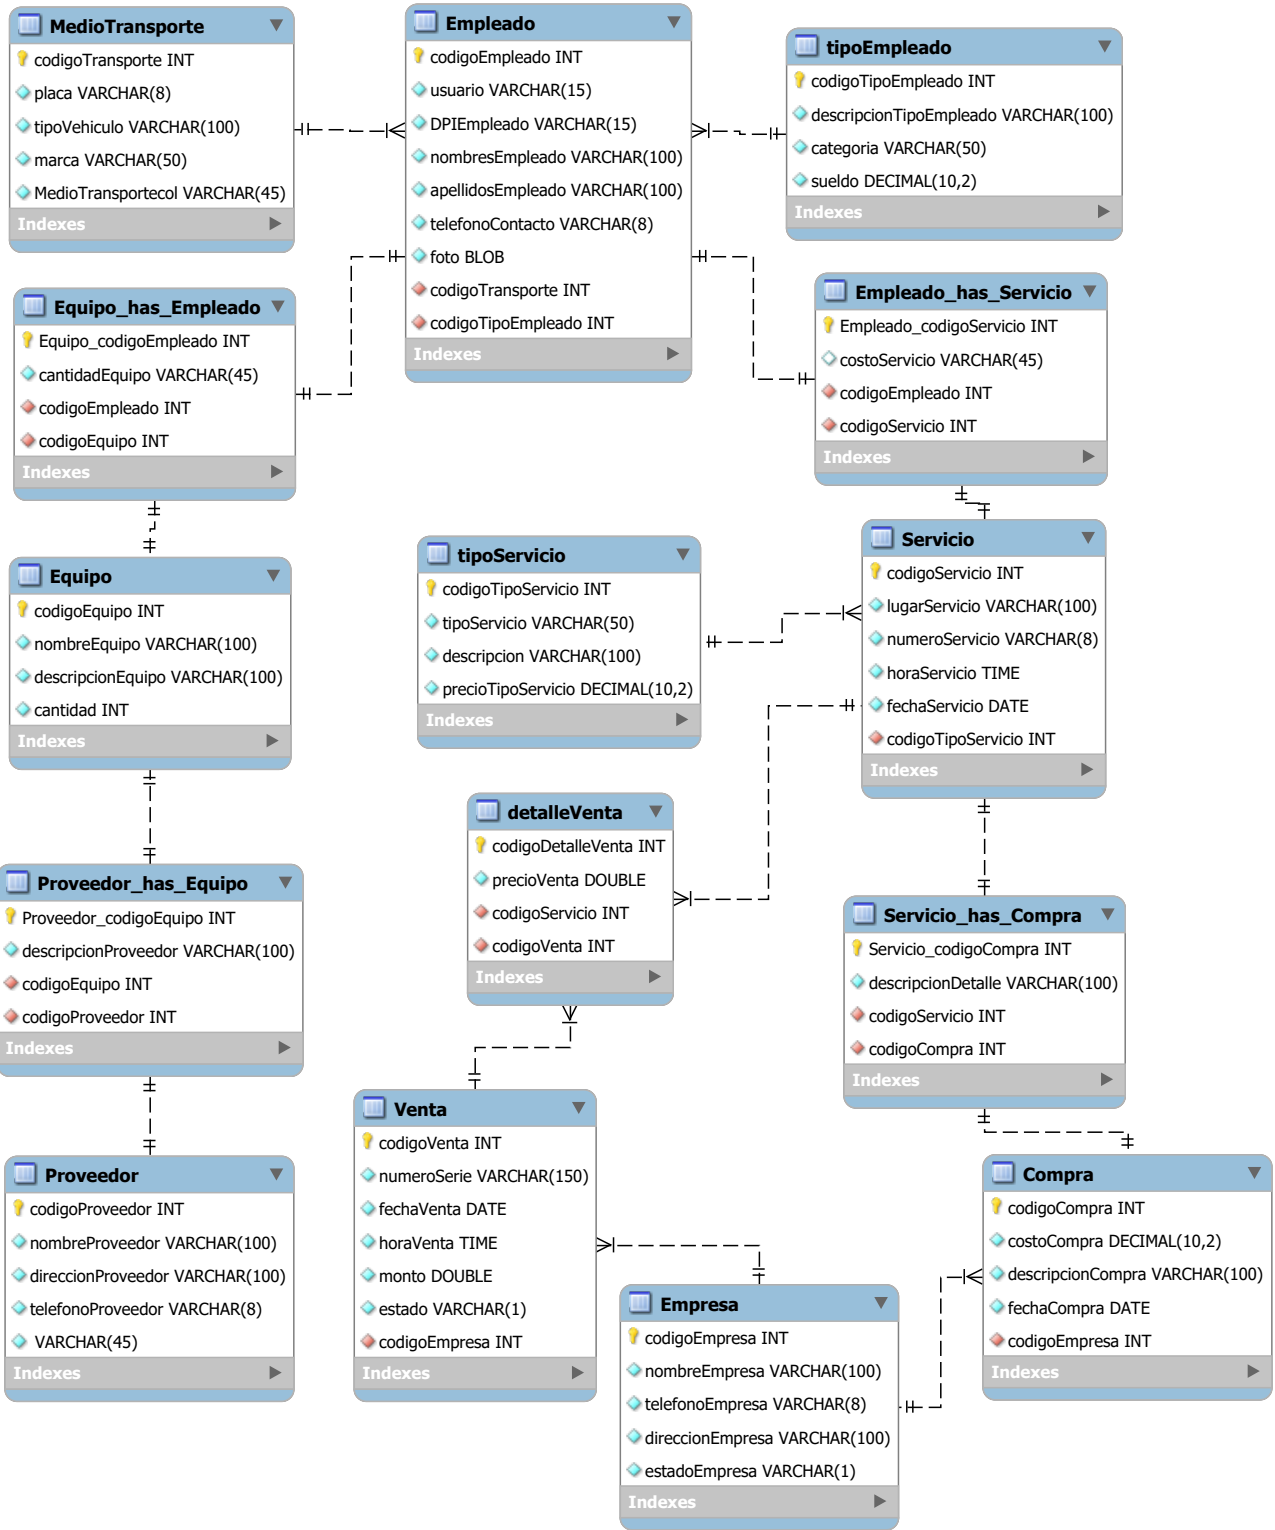 MedioTransporte
codigoTransporte INT
placa VARCHAR(8)
tipoVehiculo VARCHAR(100)
marca VARCHAR(50)
MedioTransportecol VARCHAR(45)
Indexes
Empleado
codigoEmpleado INT
usuario VARCHAR(15)
DPIEmpleado VARCHAR(15)
nombresEmpleado VARCHAR(100)
apellidosEmpleado VARCHAR(100)
telefonoContacto VARCHAR(8)
foto BLOB
codigoTransporte INT
codigoTipoEmpleado INT
Indexes
tipoEmpleado
codigoTipoEmpleado INT
descripcionTipoEmpleado VARCHAR(100)
categoria VARCHAR(50)
sueldo DECIMAL(10,2)
Indexes
Equipo_has_Empleado
Equipo_codigoEmpleado INT
cantidadEquipo VARCHAR(45)
codigoEmpleado INT
codigoEquipo INT
Indexes
Empleado_has_Servicio
Empleado_codigoServicio INT
costoServicio VARCHAR(45)
codigoEmpleado INT
codigoServicio INT
Indexes
Equipo
codigoEquipo INT
nombreEquipo VARCHAR(100)
descripcionEquipo VARCHAR(100)
cantidad INT
Indexes
tipoServicio
codigoTipoServicio INT
tipoServicio VARCHAR(50)
descripcion VARCHAR(100)
precioTipoServicio DECIMAL(10,2)
Indexes
Servicio
codigoServicio INT
lugarServicio VARCHAR(100)
numeroServicio VARCHAR(8)
horaServicio TIME
fechaServicio DATE
codigoTipoServicio INT
Indexes
detalleVenta
codigoDetalleVenta INT
precioVenta DOUBLE
codigoServicio INT
codigoVenta INT
Indexes
Proveedor_has_Equipo
Proveedor_codigoEquipo INT
descripcionProveedor VARCHAR(100)
codigoEquipo INT
codigoProveedor INT
Indexes
Servicio_has_Compra
Servicio_codigoCompra INT
descripcionDetalle VARCHAR(100)
codigoServicio INT
codigoCompra INT
Indexes
Proveedor
codigoProveedor INT
nombreProveedor VARCHAR(100)
direccionProveedor VARCHAR(100)
telefonoProveedor VARCHAR(8)
VARCHAR(45)
Indexes
Venta
codigoVenta INT
numeroSerie VARCHAR(150)
fechaVenta DATE
horaVenta TIME
monto DOUBLE
estado VARCHAR(1)
codigoEmpresa INT
Indexes
Compra
codigoCompra INT
costoCompra DECIMAL(10,2)
descripcionCompra VARCHAR(100)
fechaCompra DATE
codigoEmpresa INT
Indexes
Empresa
codigoEmpresa INT
nombreEmpresa VARCHAR(100)
telefonoEmpresa VARCHAR(8)
direccionEmpresa VARCHAR(100)
estadoEmpresa VARCHAR(1)
Indexes